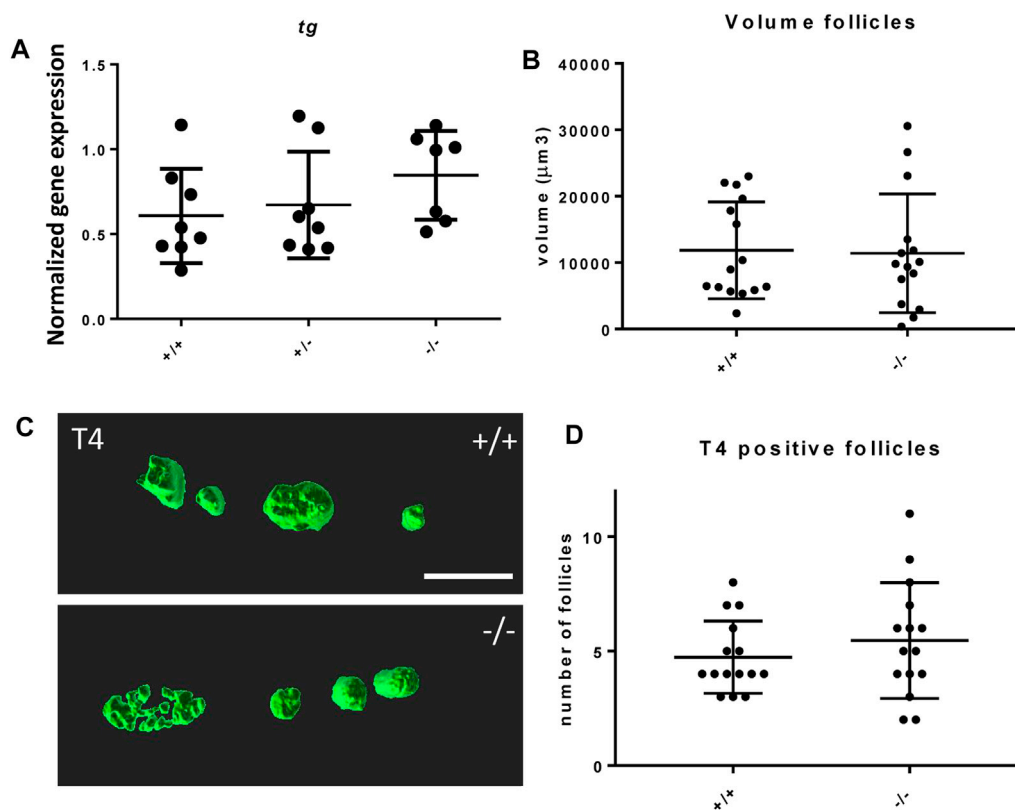 A
tg
Normalized gene expression
1.5
1.0
0.5
0.0
+/+
+/-
-/-
B
Volume follicles
volume (μm3)
40000
30000
20000
10000
0
+/+
-/-
C
T4
+/+
-/-
D
T4 positive follicles
number of follicles
10
5
0
+/+
-/-